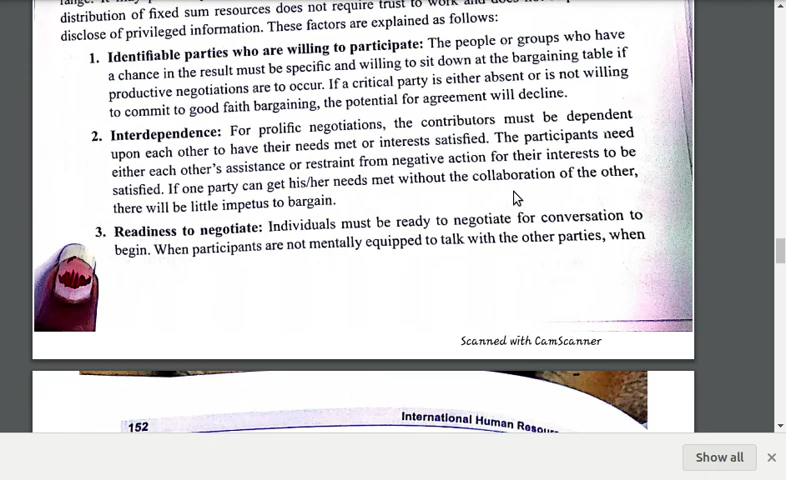 distribution of fixed sum resources does not require trust to work and
disclose of privileged information. These factors are explained as follows:
1. Identifiable parties who are willing to participate: The people or groups who have
a chance in the result must be specific and willing to sit down at the bargaining table if
productive negotiations are to occur. If a critical party is either absent or is not willing
to commit to good faith bargaining, the potential for agreement will decline.
2. Interdependence: For prolific negotiations, the contributors must be dependent
upon each other to have their needs met or interests satisfied. The participants need
either each other's assistance or restraint from negative action for their interests to be
satisfied. If one party can get his/her needs met without the collaboration of the other,
there will be little impetus to bargain.
3. Readiness to negotiate: Individuals must be ready to negotiate for conversation to
begin. When participants are not mentally equipped to talk with the other parties, when
Scanned with CamScanner
152
International Human
Show all